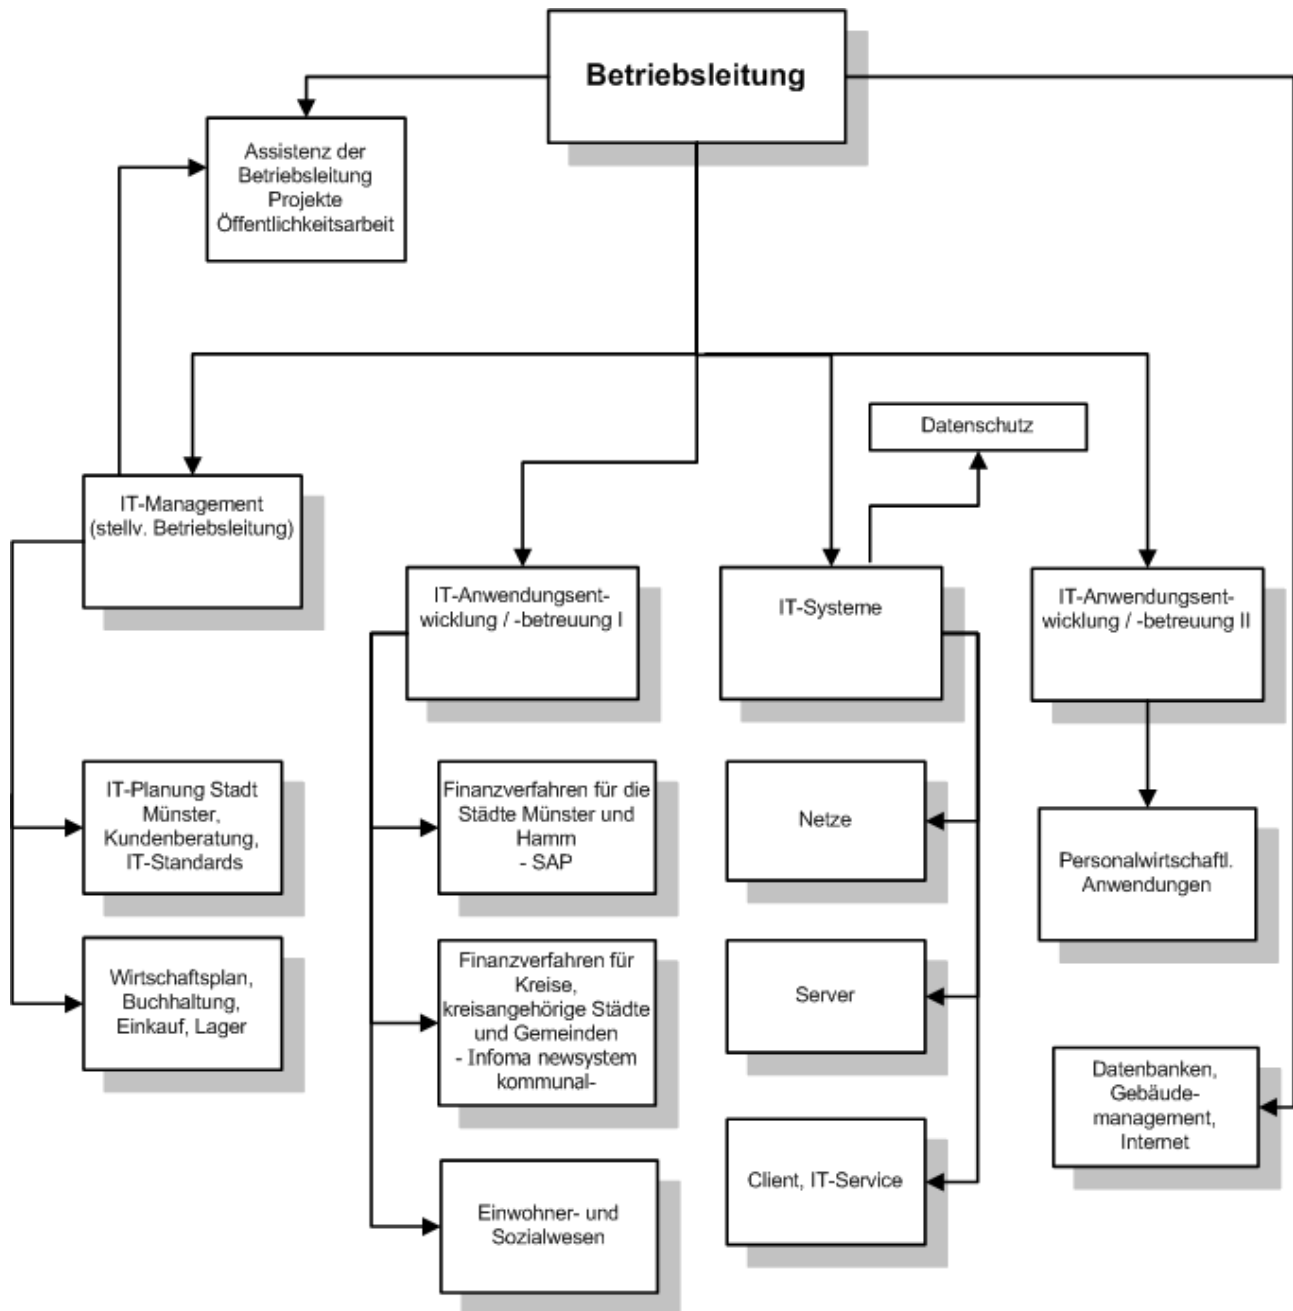 Betriebsleitung
Assistenz der
Betriebsleitung
Projekte
Öffentlichkeitsarbeit
Datenschutz
IT-Management
(stellv. Betriebsleitung)
IT-Anwendungsent-
wicklung / -betreuung I
IT-Systeme
IT-Anwendungsent-
wicklung / -betreuung II
IT-Planung Stadt
Münster,
Kundenberatung,
IT-Standards
Finanzverfahren für die
Städte Münster und
Hamm
- SAP
Netze
Personalwirtschaftl.
Anwendungen
Wirtschaftsplan,
Buchhaltung,
Einkauf, Lager
Finanzverfahren für
Kreise,
kreisangehörige Städte
und Gemeinden
- Infoma newsystem
kommunal-
Server
Datenbanken,
Gebäude-
management,
Internet
Einwohner- und
Sozialwesen
Client, IT-Service